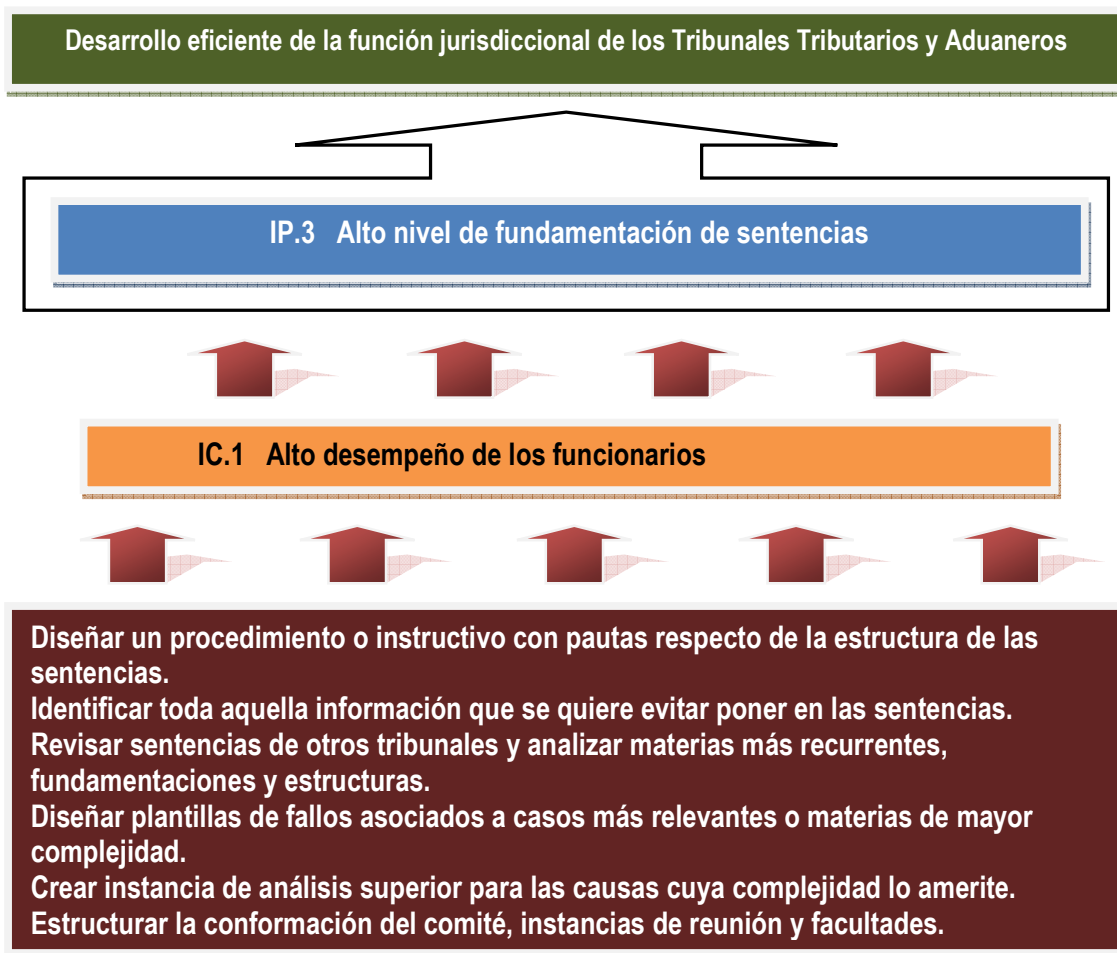 Desarrollo eficiente de la función jurisdiccional de los Tribunales Tributarios y Aduaneros
IP.3 Alto nivel de fundamentación de sentencias
IC.1 Alto desempeño de los funcionarios
Diseñar un procedimiento o instructivo con pautas respecto de la estructura de las
sentencias.
Identificar toda aquella información que se quiere evitar poner en las sentencias.
Revisar sentencias de otros tribunales y analizar materias más recurrentes,
fundamentaciones y estructuras.
Diseñar plantillas de fallos asociados a casos más relevantes o materias de mayor
complejidad.
Crear instancia de análisis superior para las causas cuya complejidad lo amerite.
Estructurar la conformación del comité, instancias de reunión y facultades.